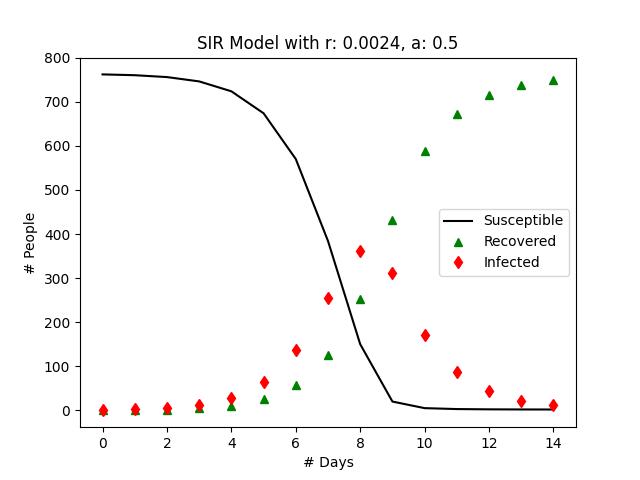 SIR Model with r: 0.0024, a: 0.5
800
700
600
500
400
300
200
100
0
# People
Susceptible
Recovered
Infected
0 2 4 6 8 10 12 14
# Days